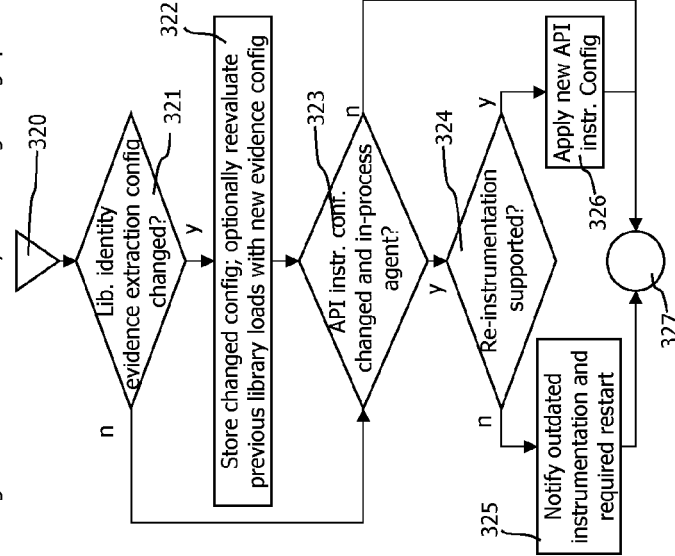 320
Lib. identity
evidence extraction config
changed?
321
n
y
322
Store changed config; optionally reevaluate
previous library loads with new evidence config
323
API instr. conf.
changed and in-process
agent?
n
y
324
Re-instrumentation
supported?
n
y
325
Notify outdated
instrumentation and
required restart
Apply new API
instr. Config
326
327